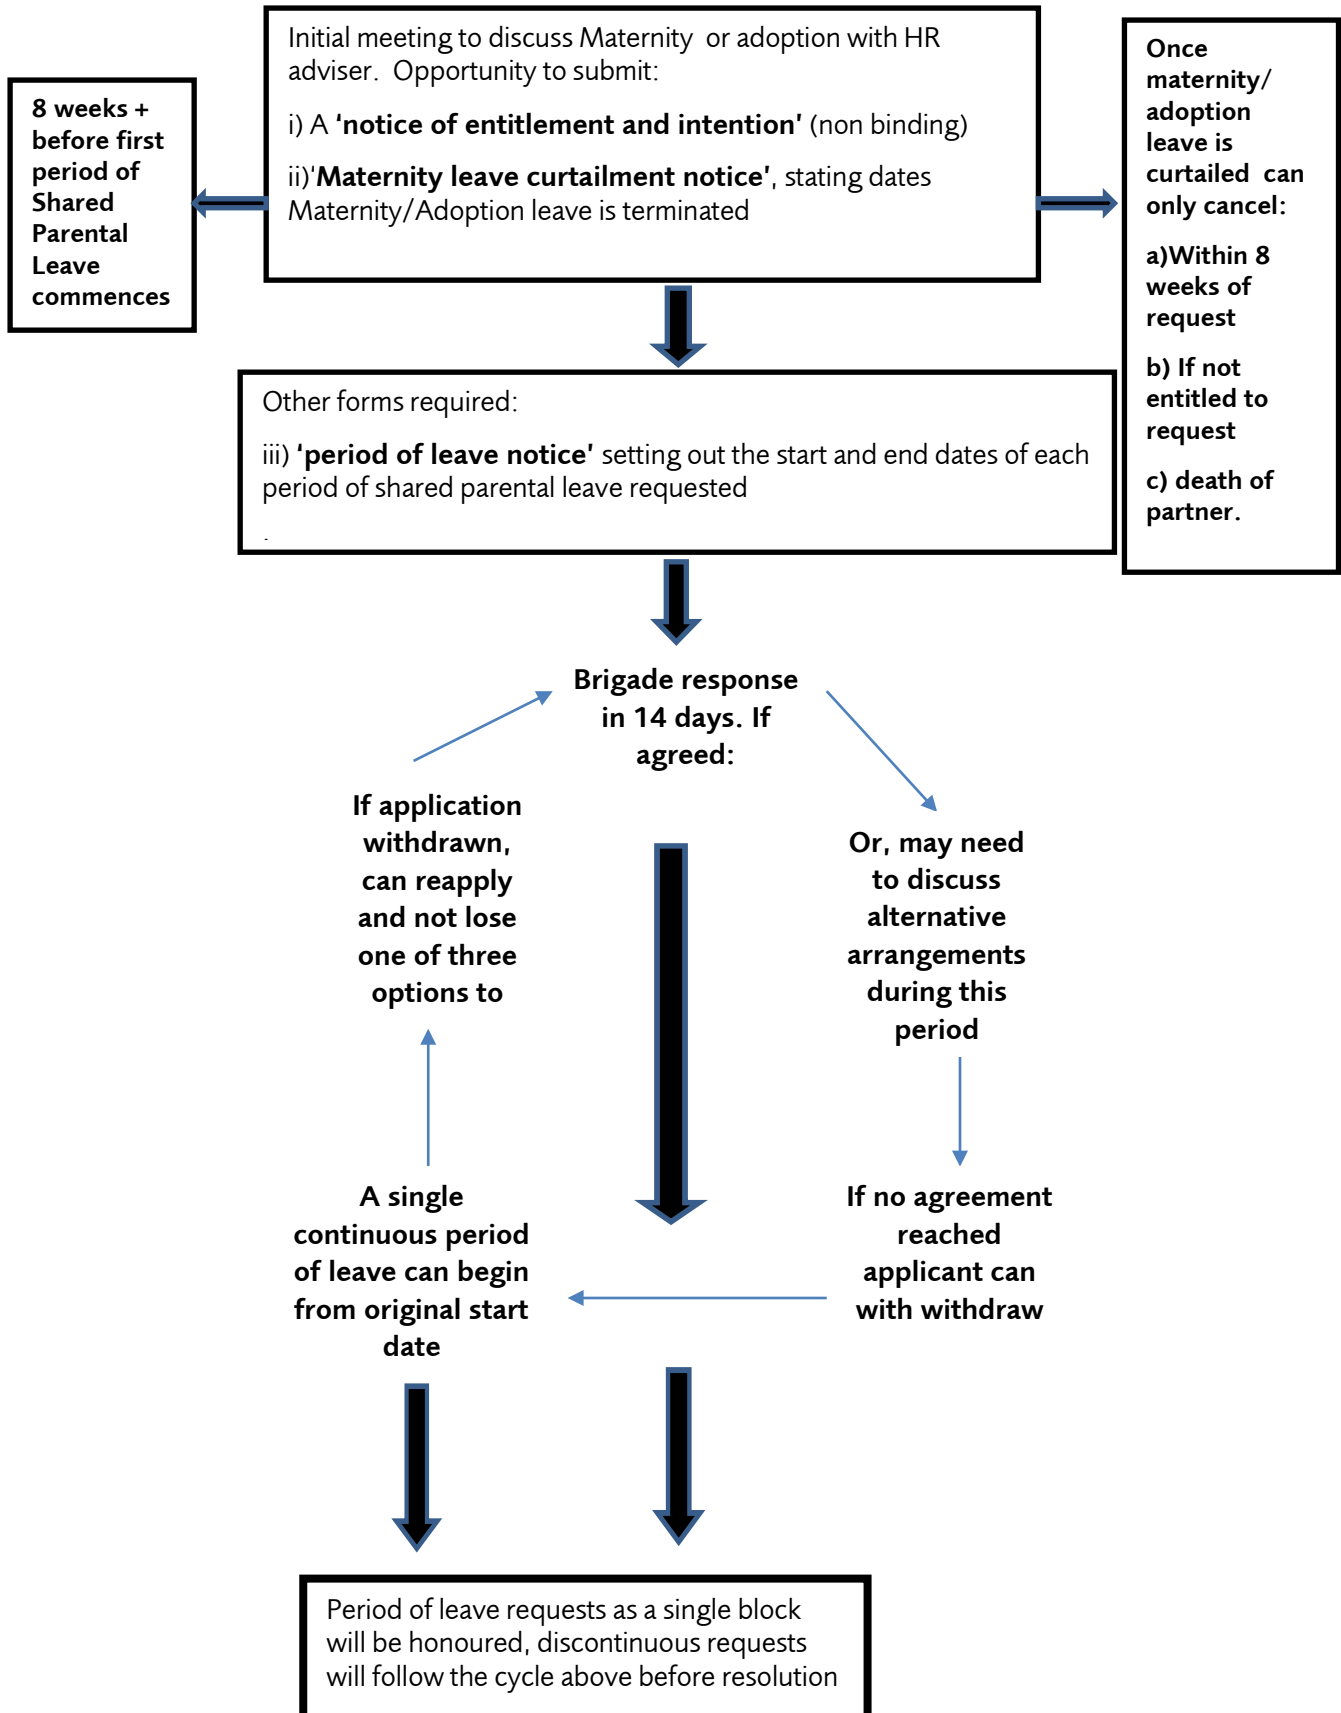 Initial meeting to discuss Maternity  or adoption with HR
adviser.  Opportunity to submit:
i) A ‘notice of entitlement and intention’ (non binding)
ii)‘Maternity leave curtailment notice’, stating dates
Maternity/Adoption leave is terminated
8 weeks +
before first
period of
Shared
Parental
Leave
commences
Once
maternity/
adoption
leave is
curtailed  can
only cancel:
a)Within 8
weeks of
request
b) If not
entitled to
request
c) death of
partner.
Other forms required:
iii) ‘period of leave notice’ setting out the start and end dates of each
period of shared parental leave requested
.
Brigade response
in 14 days. If
agreed:
Or, may need
to discuss
alternative
arrangements
during this
period
If no agreement
reached
applicant can
with withdraw
A single
continuous period
of leave can begin
from original start
date
If application
withdrawn,
can reapply
and not lose
one of three
options to
Period of leave requests as a single block
will be honoured, discontinuous requests
will follow the cycle above before resolution